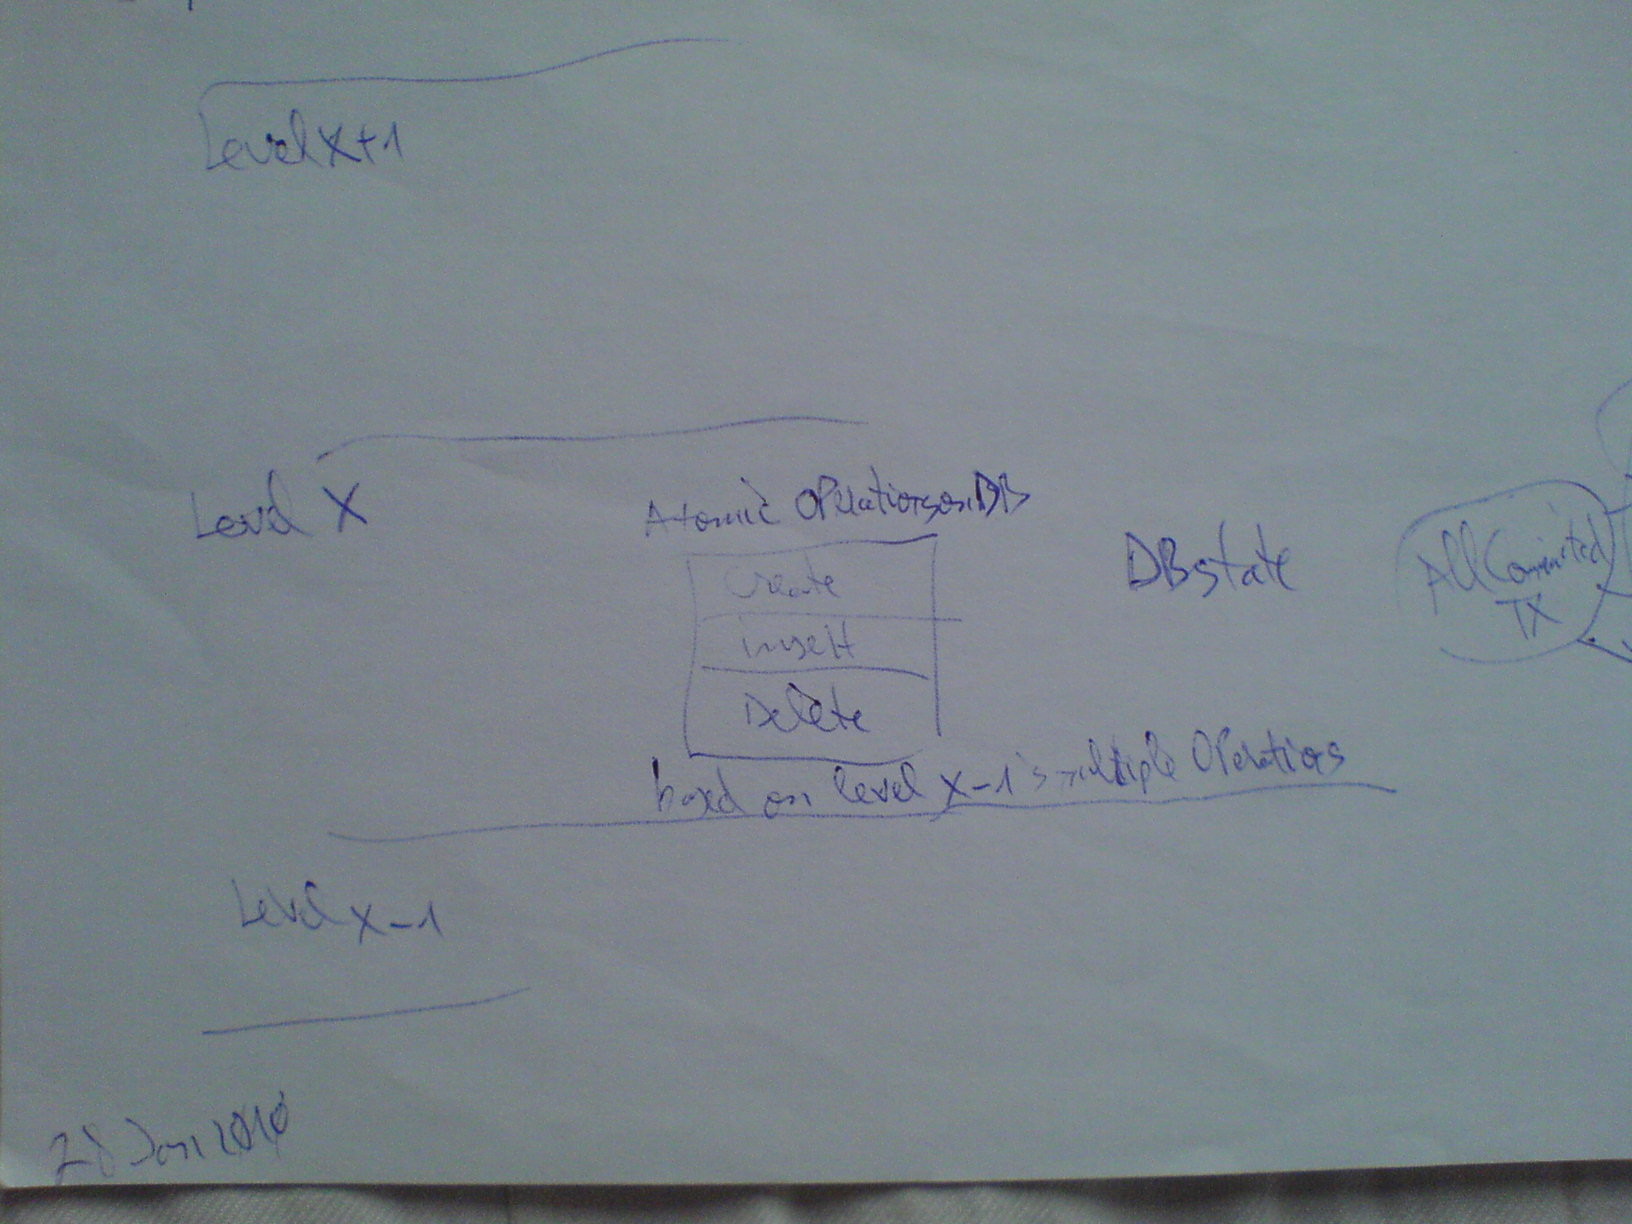 Level X+1
Level X
Atomic Operations on DB
Create
insert
Delete
based on level X-1's multiple Operations
DB state
All Commited
TX
Level X-1
28 Jan 2010